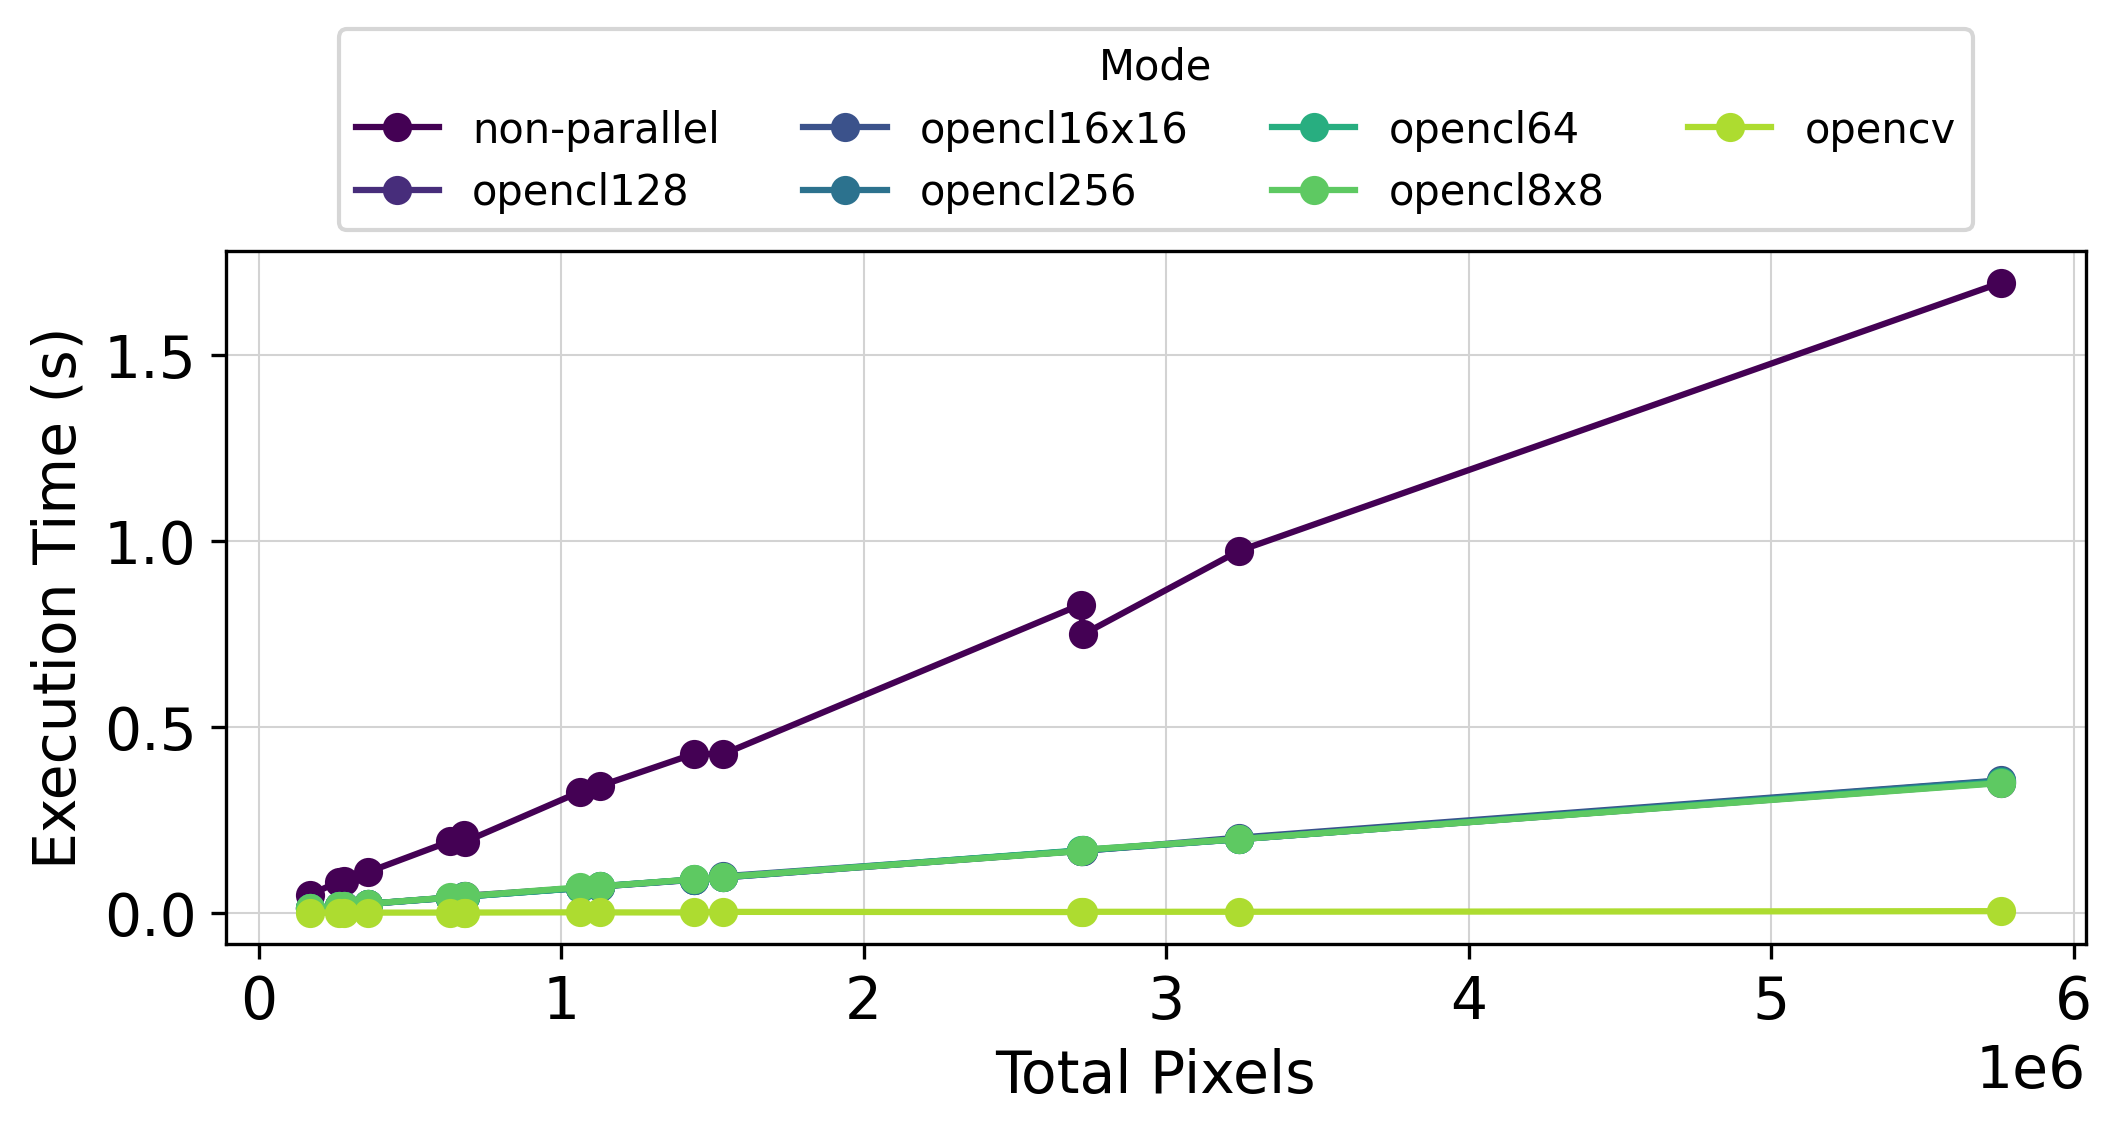 Mode
non-parallel opencl16x16 opencl64 opencv
opencl128 opencl256 opencl8x8
Execution Time (s)
1.5
1.0
0.5
0.0
0 1 2 3 4 5 6
1e6
Total Pixels